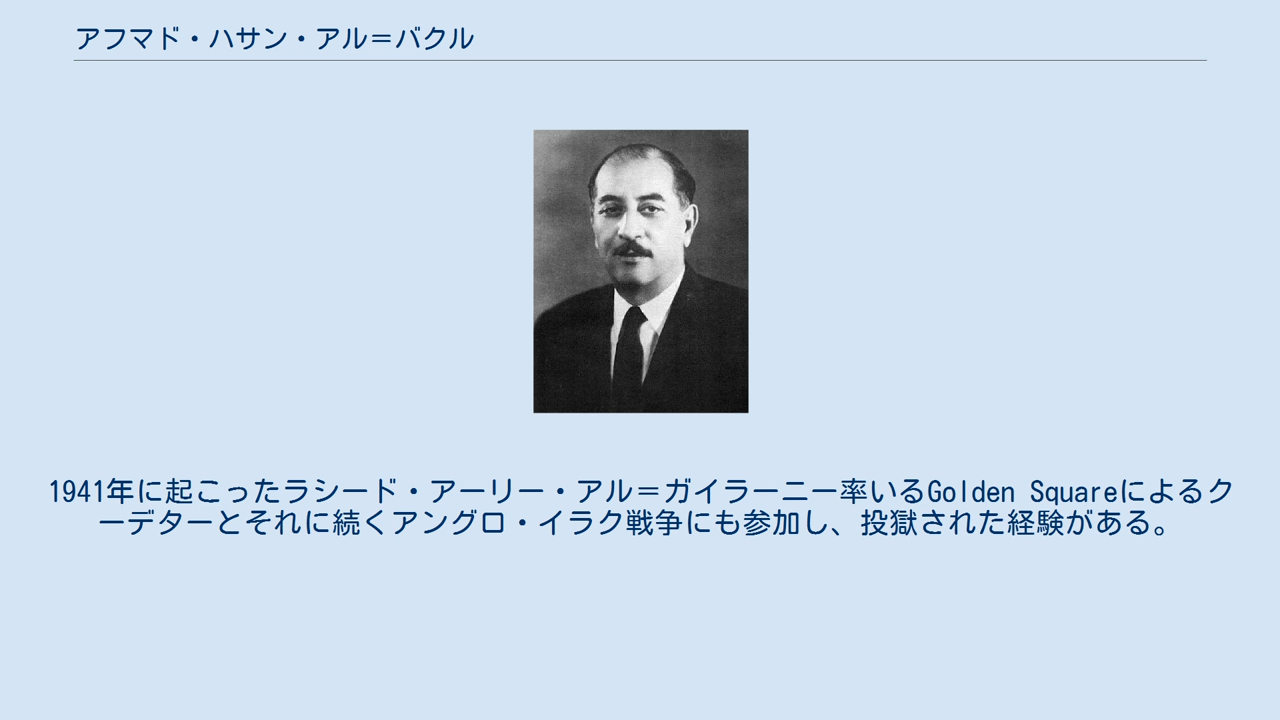 アフマド・ハサン・アル＝バクル
1941年に起こったラシード・アーリー・アル＝ガイラーニー率いるGolden Squareによるク
ーデターとそれに続くアングロ・イラク戦争にも参加し、投獄された経験がある。